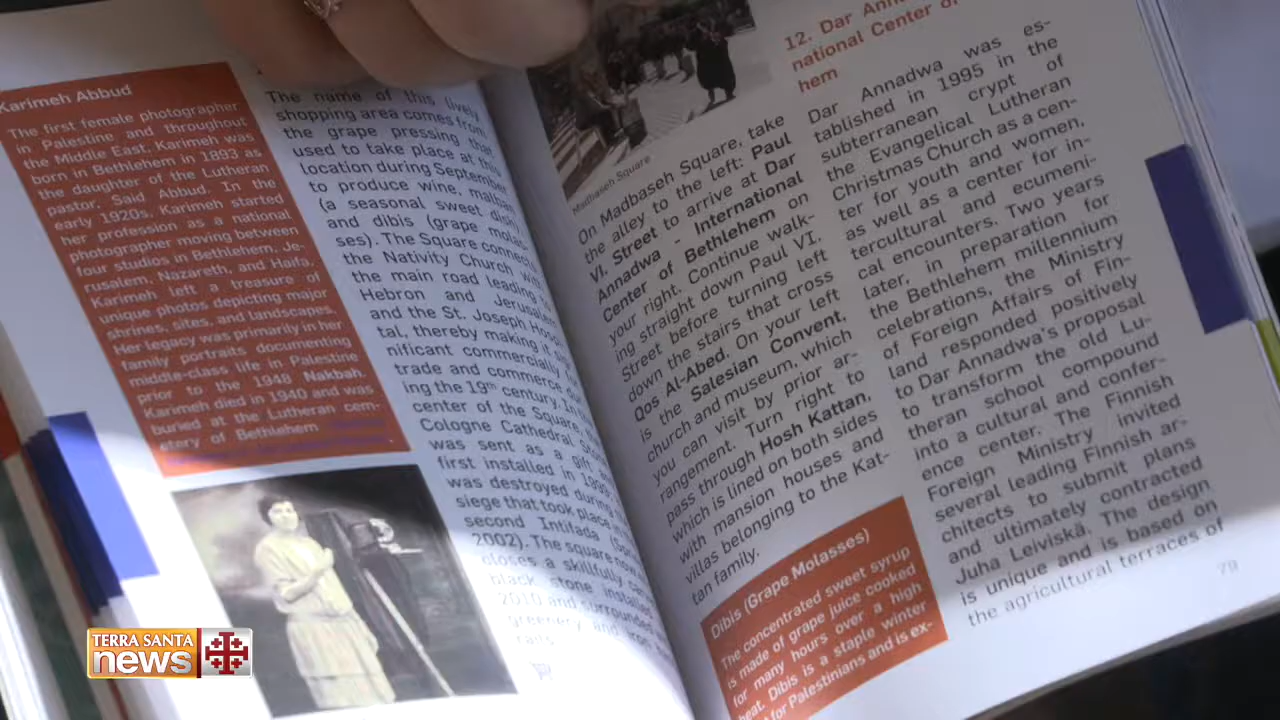 Karimeh Abbud
The first female photographer
in Palestine and throughout
the Middle East, Karimeh was
born in Bethlehem in 1893 as
the daughter of the Lutheran
pastor, Said Abbud. In the
early 1920s, Karimeh started
her profession as a national
photographer moving between
four studios in Bethlehem, Je-
rusalem, Nazareth, and Haifa.
Karimeh left a treasure of
unique photos depicting major
shrines, sites, and landscapes.
Her legacy was primarily in her
family portraits documenting
middle-class life in Palestine
prior to the 1948 Nakbah.
Karimeh died in 1940 and was
buried at the Lutheran cem-
etery of Bethlehem
The name of this lively
shopping area comes from
the grape pressing that
used to take place at this
location during September
to produce wine, malban
(a seasonal sweet dish)
and dibis (grape molas-
ses). The Square connects
the Nativity Church with
the main road leading to
Hebron and Jerusalem
and the St. Joseph Hospi-
tal, thereby making it
nificant commercially
trade and commerce
ing the 19th century. In the
center of the Square,
Cologne Cathedral Stone
was sent as a gift and
first installed in
was destroyed during
siege that took place
second Intifada
2002). The square now
closes a skillfully
black stone installed
2010 and surrounded
greenery and iron
rails.
Madbaseh Square
On Madbaseh Square, take
the alley to the left: Paul
VI. Street to arrive at Dar
Annadwa - International
Center of Bethlehem on
your right. Continue walk-
ing straight down Paul VI.
Street before turning left
down the stairs that cross
Qos Al-Abed. On your left
is the Salesian Convent,
church and museum, which
you can visit by prior ar-
rangement. Turn right to
pass through Hosh Kattan,
which is lined on both sides
with mansion houses and
villas belonging to the Kat-
tan family.
Dibis (Grape Molasses)
The concentrated sweet syrup
is made of grape juice cooked
for many hours over a high
heat. Dibis is a staple winter
for Palestinians and is ex-
12. Dar
national Center of
hem
Dar Annadwa was es-
tablished in 1995 in the
subterranean crypt of
the Evangelical Lutheran
Christmas Church as a cen-
ter for youth and women,
as well as a center for in-
tercultural and ecumeni-
cal encounters. Two years
later, in preparation for
the Bethlehem millennium
celebrations, the Ministry
of Foreign Affairs of Fin-
land responded positively
to Dar Annadwa's proposal
to transform the old Lu-
theran school compound
into a cultural and confer-
ence center. The Finnish
Foreign Ministry invited
several leading Finnish ar-
chitects to submit plans
and ultimately contracted
Juha Leiviskä. The design
is unique and is based on
the agricultural terraces of
79
TERRA SANTA
news